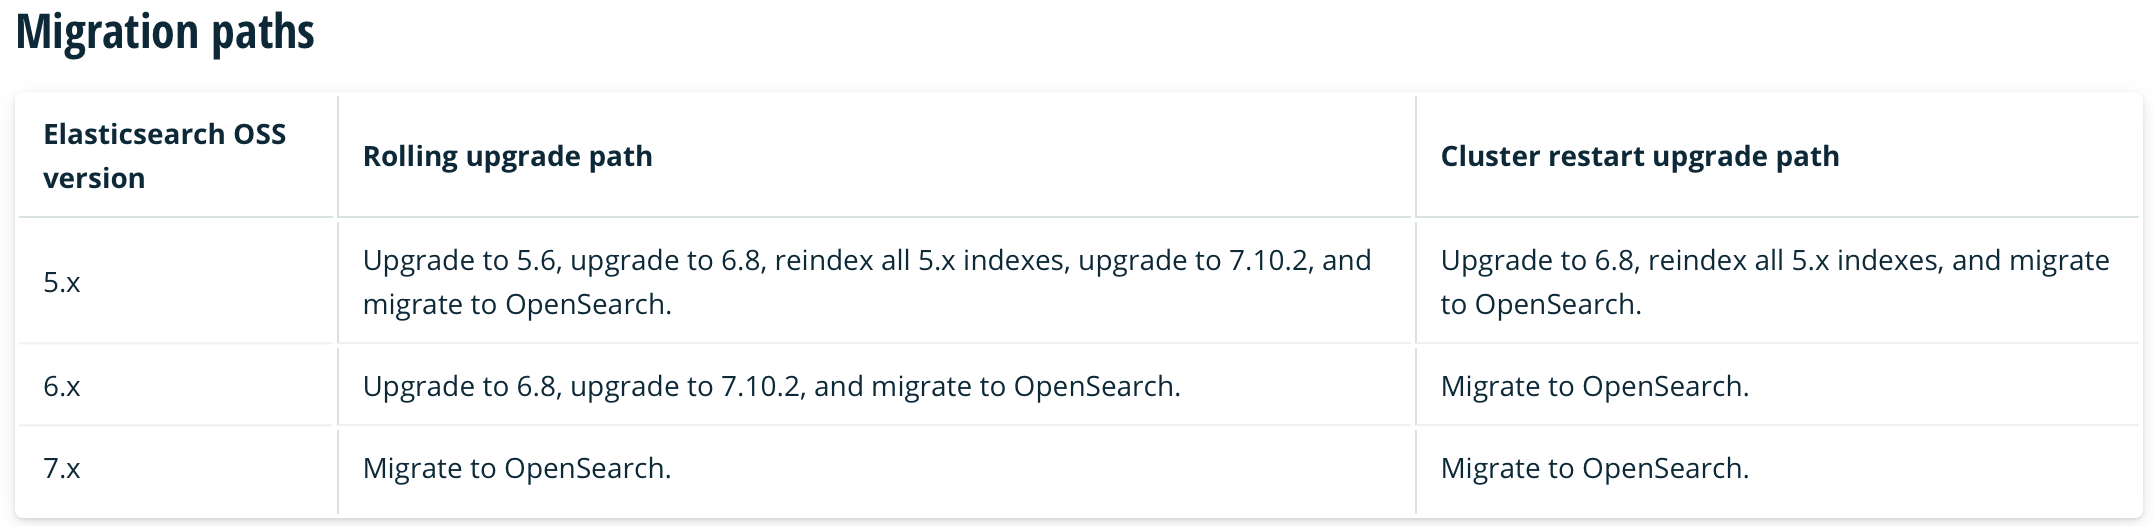 Migration paths
Elasticsearch OSS
version
Rolling upgrade path
Cluster restart upgrade path
5.x
Upgrade to 5.6, upgrade to 6.8, reindex all 5.x indexes, upgrade to 7.10.2, and
migrate to OpenSearch.
Upgrade to 6.8, reindex all 5.x indexes, and migrate
to OpenSearch.
6.x
Upgrade to 6.8, upgrade to 7.10.2, and migrate to OpenSearch.
Migrate to OpenSearch.
7.x
Migrate to OpenSearch.
Migrate to OpenSearch.